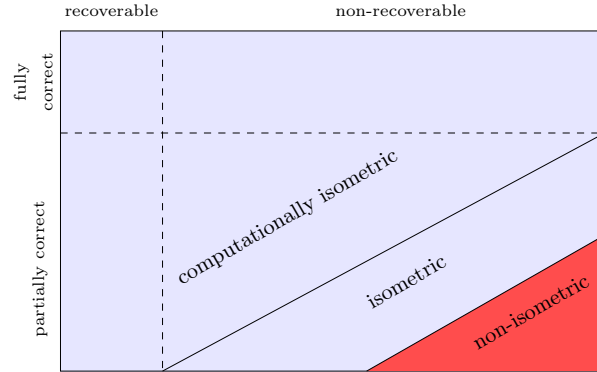 recoverable
non-recoverable
fully
correct
partially correct
computationally isometric
isometric
non-isometric